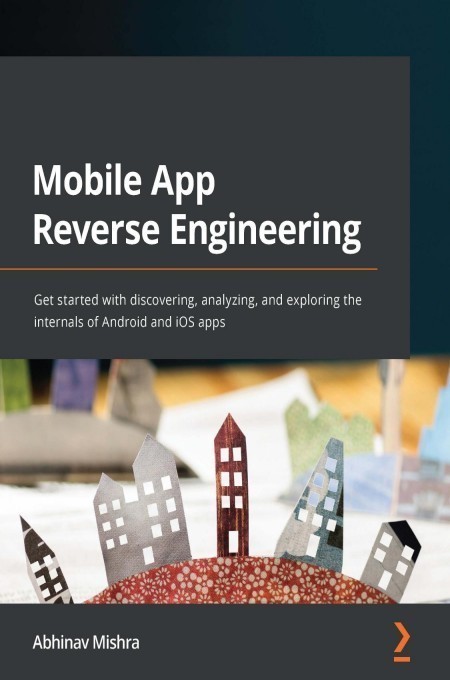 Mobile App
Reverse Engineering
Get started with discovering, analyzing, and exploring the
internals of Android and iOS apps
Abhinav Mishra